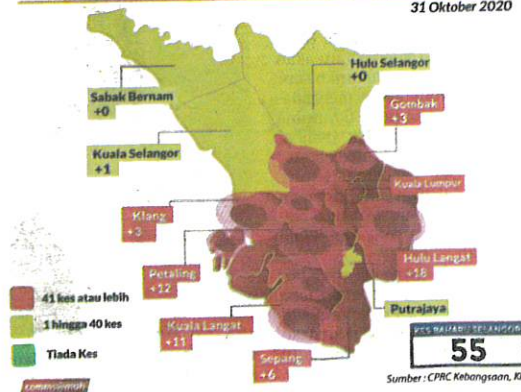 31 Oktober 2020
Hulu Selangor
+0
Sabak Bernam
+0
Gombak
+3
Kuala Selangor
+1
Kuala Lumpur
Klang
+3
Hulu Langat
+18
Petaling
+12
41 kes atau lebih
1 hingga 40 kes
Tiada Kes
Putrajaya
Kuala Langat
+11
KES BAHARU SELANGOR
55
Sepang
+6
Sumber : CPRC Kebangsaan, K